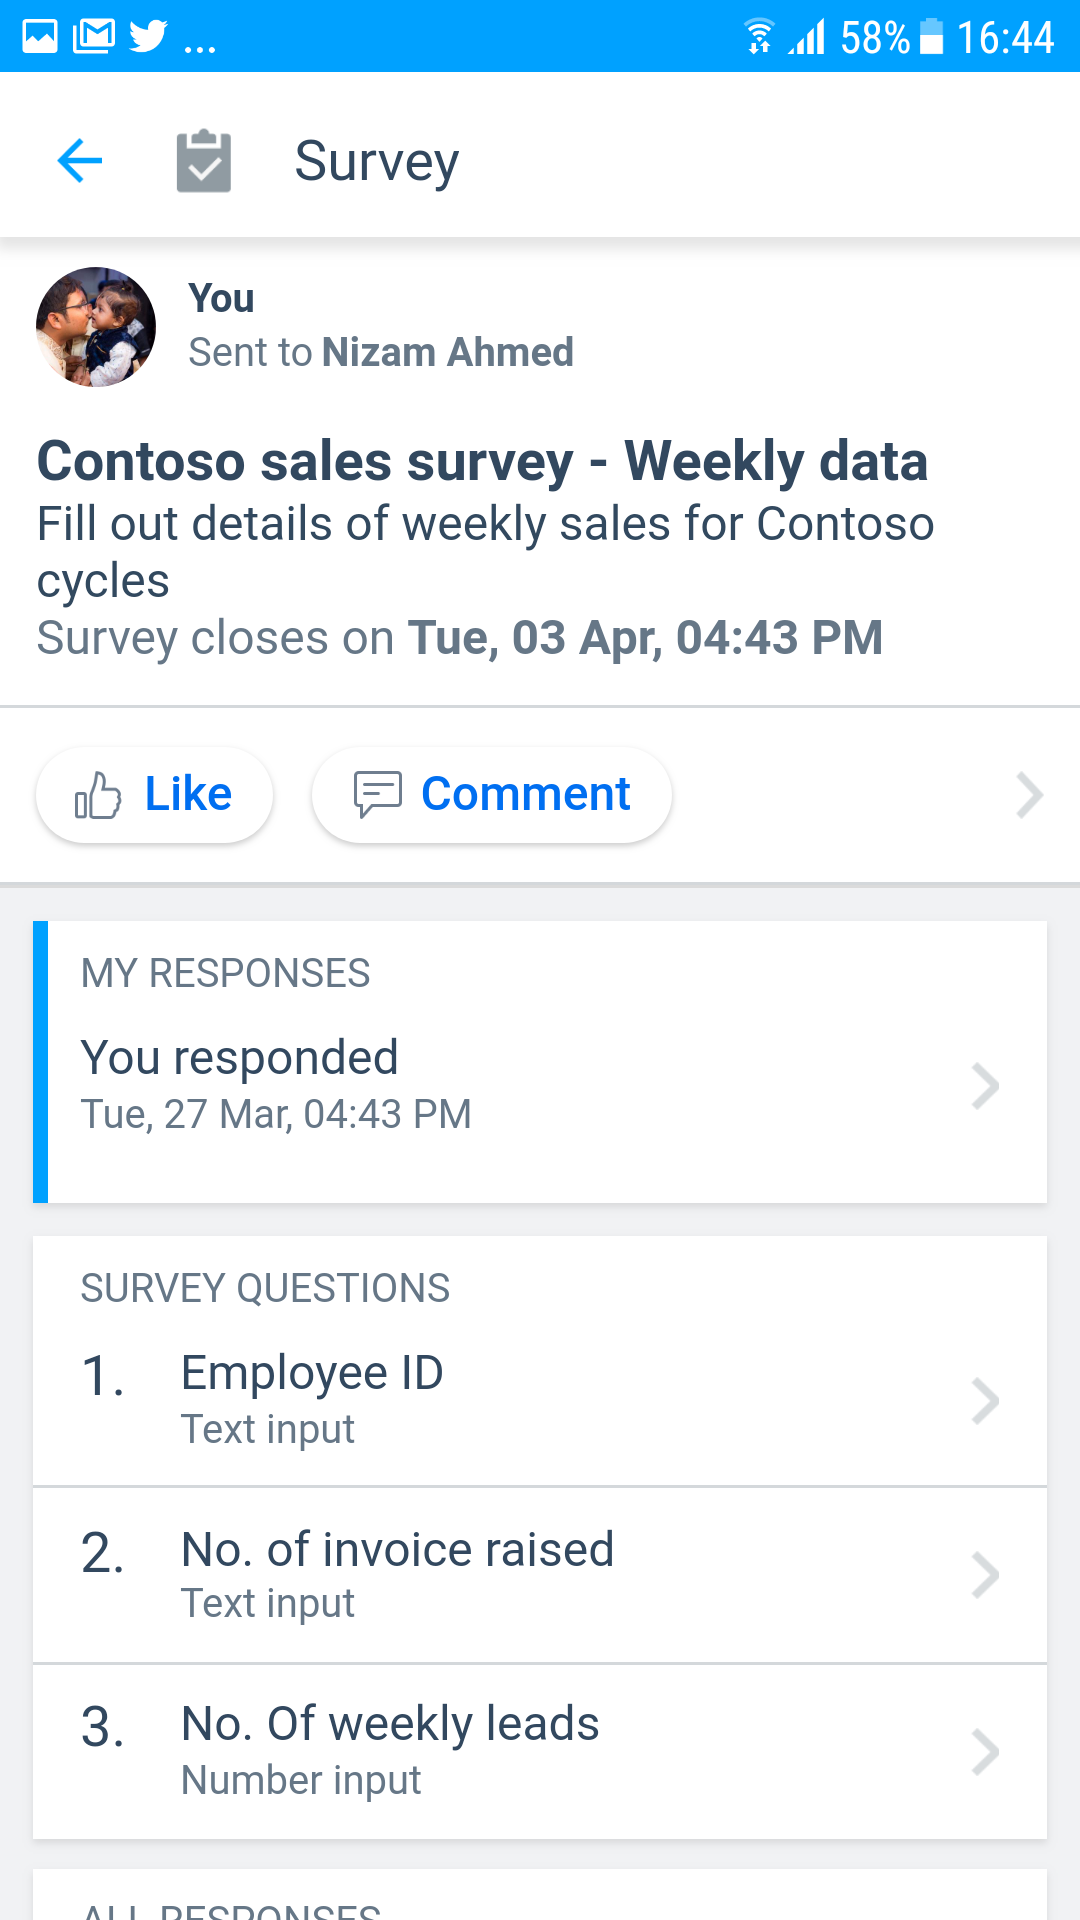 ... 58% 16:44
Survey
You
Sent to Nizam Ahmed
Contoso sales survey - Weekly data
Fill out details of weekly sales for Contoso
cycles
Survey closes on Tue, 03 Apr, 04:43 PM
Like Comment
MY RESPONSES
You responded
Tue, 27 Mar, 04:43 PM
SURVEY QUESTIONS
1. Employee ID
Text input
2. No. of invoice raised
Text input
3. No. Of weekly leads
Number input
ALL RESPONSES